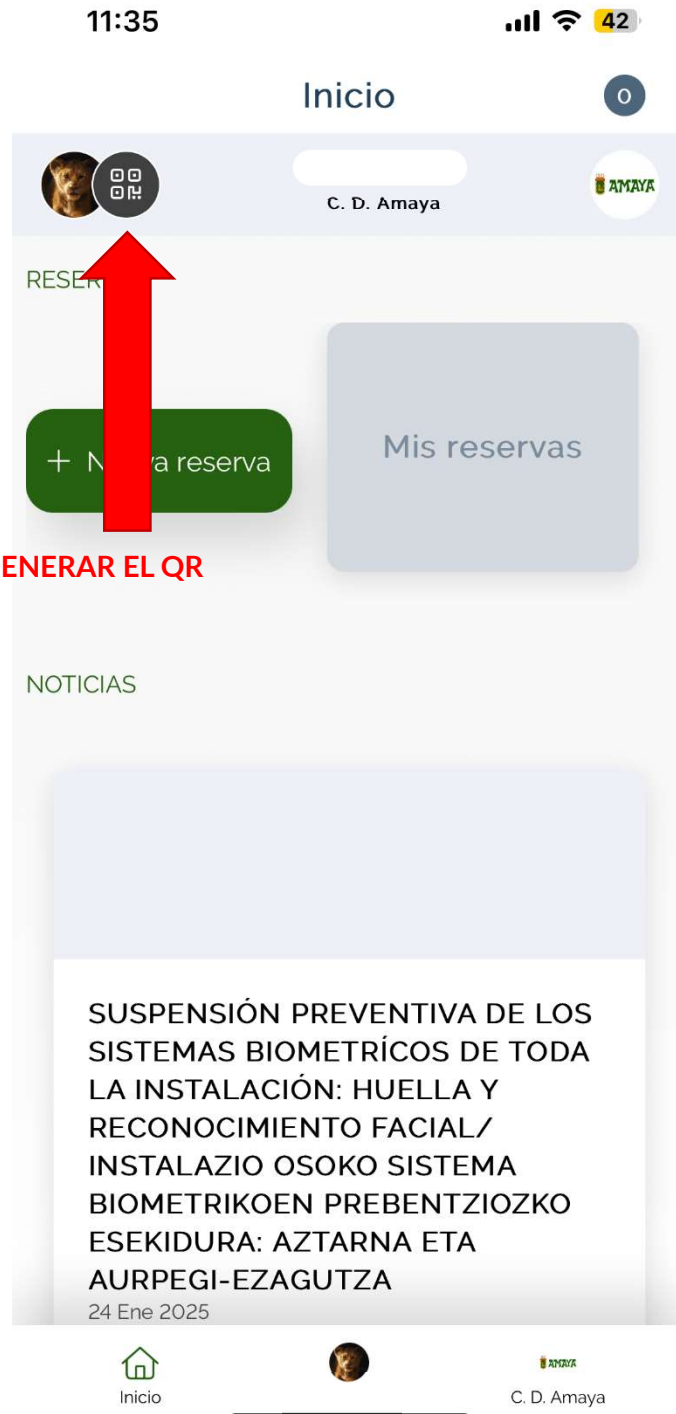 11:35
42
Inicio
0
C. D. Amaya
AMAYA
+ reserva
Mis reservas
ENERAR EL QR
NOTICIAS
SUSPENSIÓN PREVENTIVA DE LOS
SISTEMAS BIOMETRÍCOS DE TODA
LA INSTALACIÓN: HUELLA Y
RECONOCIMIENTO FACIAL/
INSTALAZIO OSOKO SISTEMA
BIOMETRIKOEN PREBENTZIOZKO
ESEKIDURA: AZTARNA ETA
AURPEGI-EZAGUTZA
24 Ene 2025
AMAYA
Inicio
C. D. Amaya